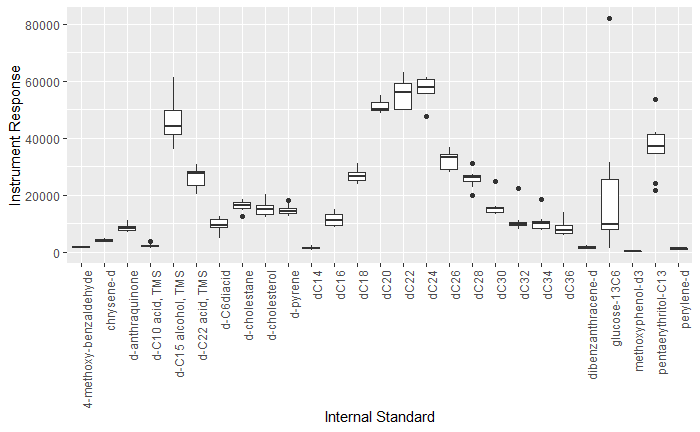 Instrument Response
80000
60000
40000
20000
0
4-methoxy-benzaldehyde
chrysene-d
d-anthraquinone
d-C10 acid, TMS
d-C15 alcohol, TMS
d-C22 acid, TMS
d-C6diacid
d-cholestane
d-cholesterol
d-pyrene
dC14
dC16
dC18
dC20
dC22
dC24
dC26
dC28
dC30
dC32
dC34
dC36
dibenzanthracene-d
glucose-13C6
methoxyphenol-d3
pentaerythritol-C13
perylene-d
Internal Standard